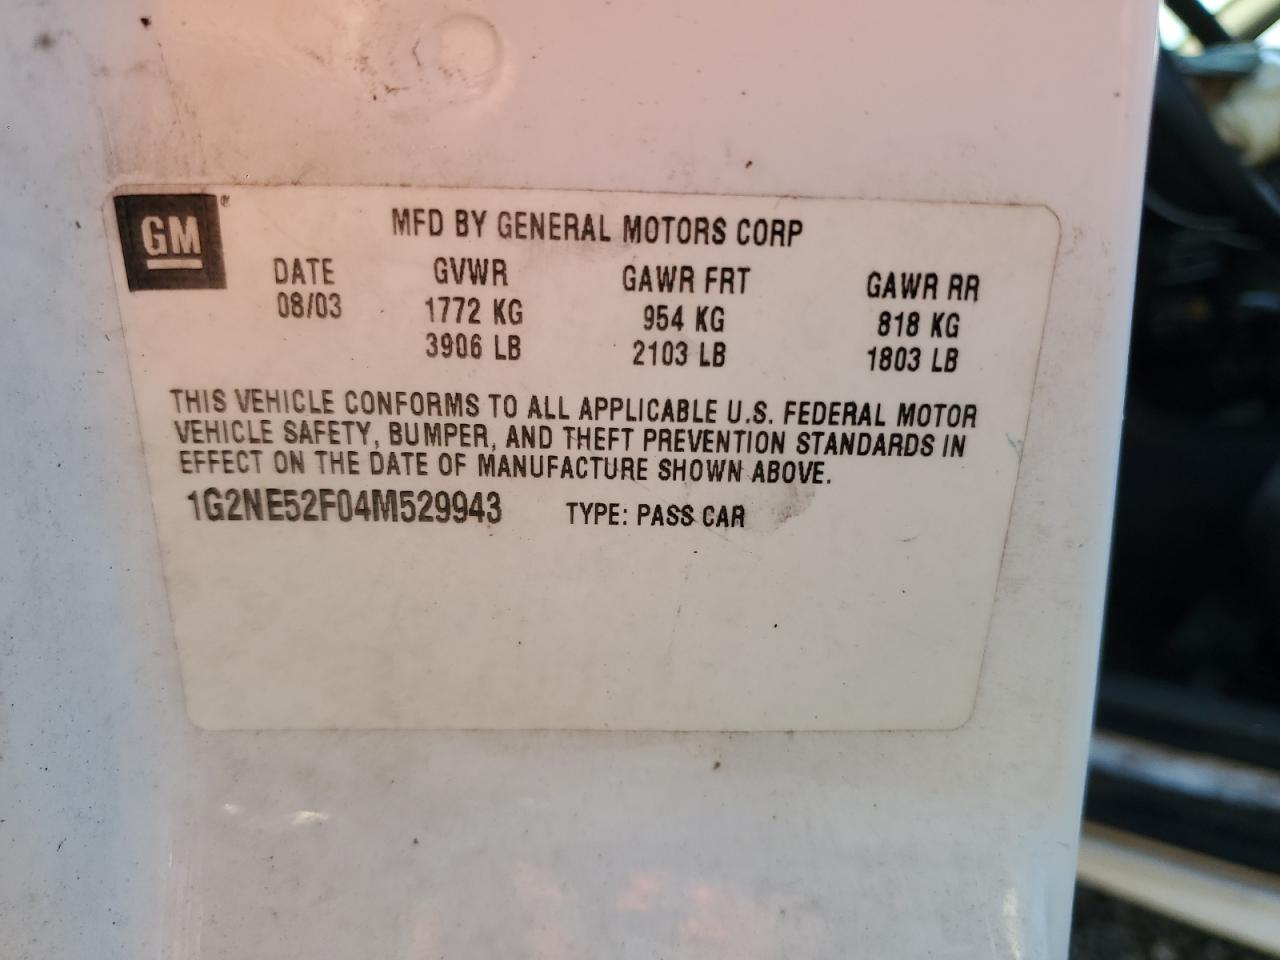 GM®
MFD BY GENERAL MOTORS CORP
DATE GVWR GAWR FRT GAWR RR
08/03 1772 KG 954 KG 818 KG
3906 LB 2103 LB 1803 LB
THIS VEHICLE CONFORMS TO ALL APPLICABLE U.S. FEDERAL MOTOR
VEHICLE SAFETY, BUMPER, AND THEFT PREVENTION STANDARDS IN
EFFECT ON THE DATE OF MANUFACTURE SHOWN ABOVE.
1G2NE52F04M529943 TYPE: PASS CAR